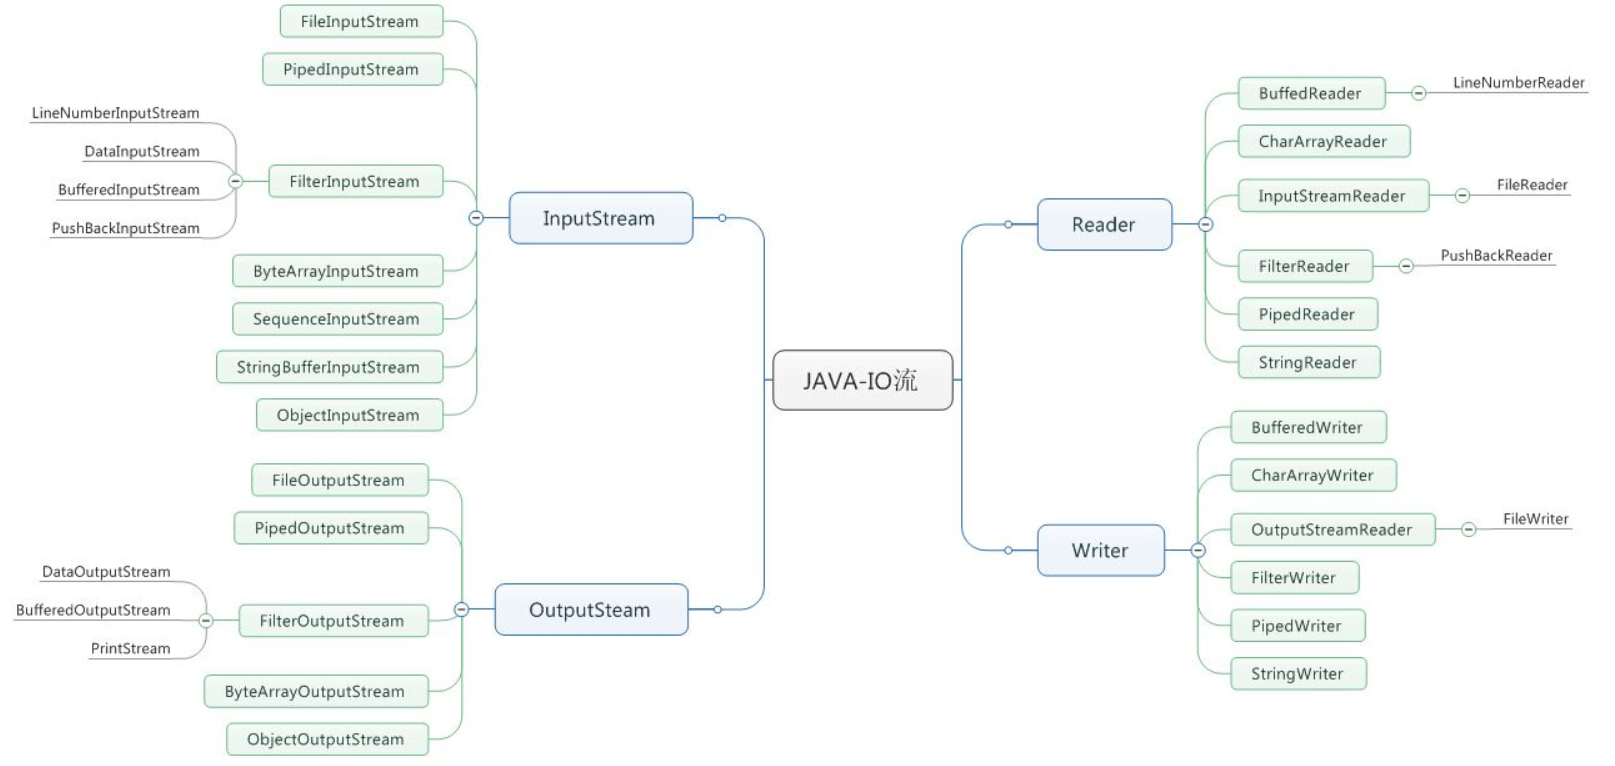 JAVA-IO流
InputStream
FileInputStream
PipedInputStream
FilterInputStream
LineNumberInputStream
DataInputStream
BufferedInputStream
PushBackInputStream
ByteArrayInputStream
SequenceInputStream
StringBufferInputStream
ObjectInputStream
OutputSteam
FileOutputStream
PipedOutputStream
FilterOutputStream
DataOutputStream
BufferedOutputStream
PrintStream
ByteArrayOutputStream
ObjectOutputStream
Reader
BuffedReader
LineNumberReader
CharArrayReader
InputStreamReader
FileReader
FilterReader
PushBackReader
PipedReader
StringReader
Writer
BufferedWriter
CharArrayWriter
OutputStreamReader
FileWriter
FilterWriter
PipedWriter
StringWriter